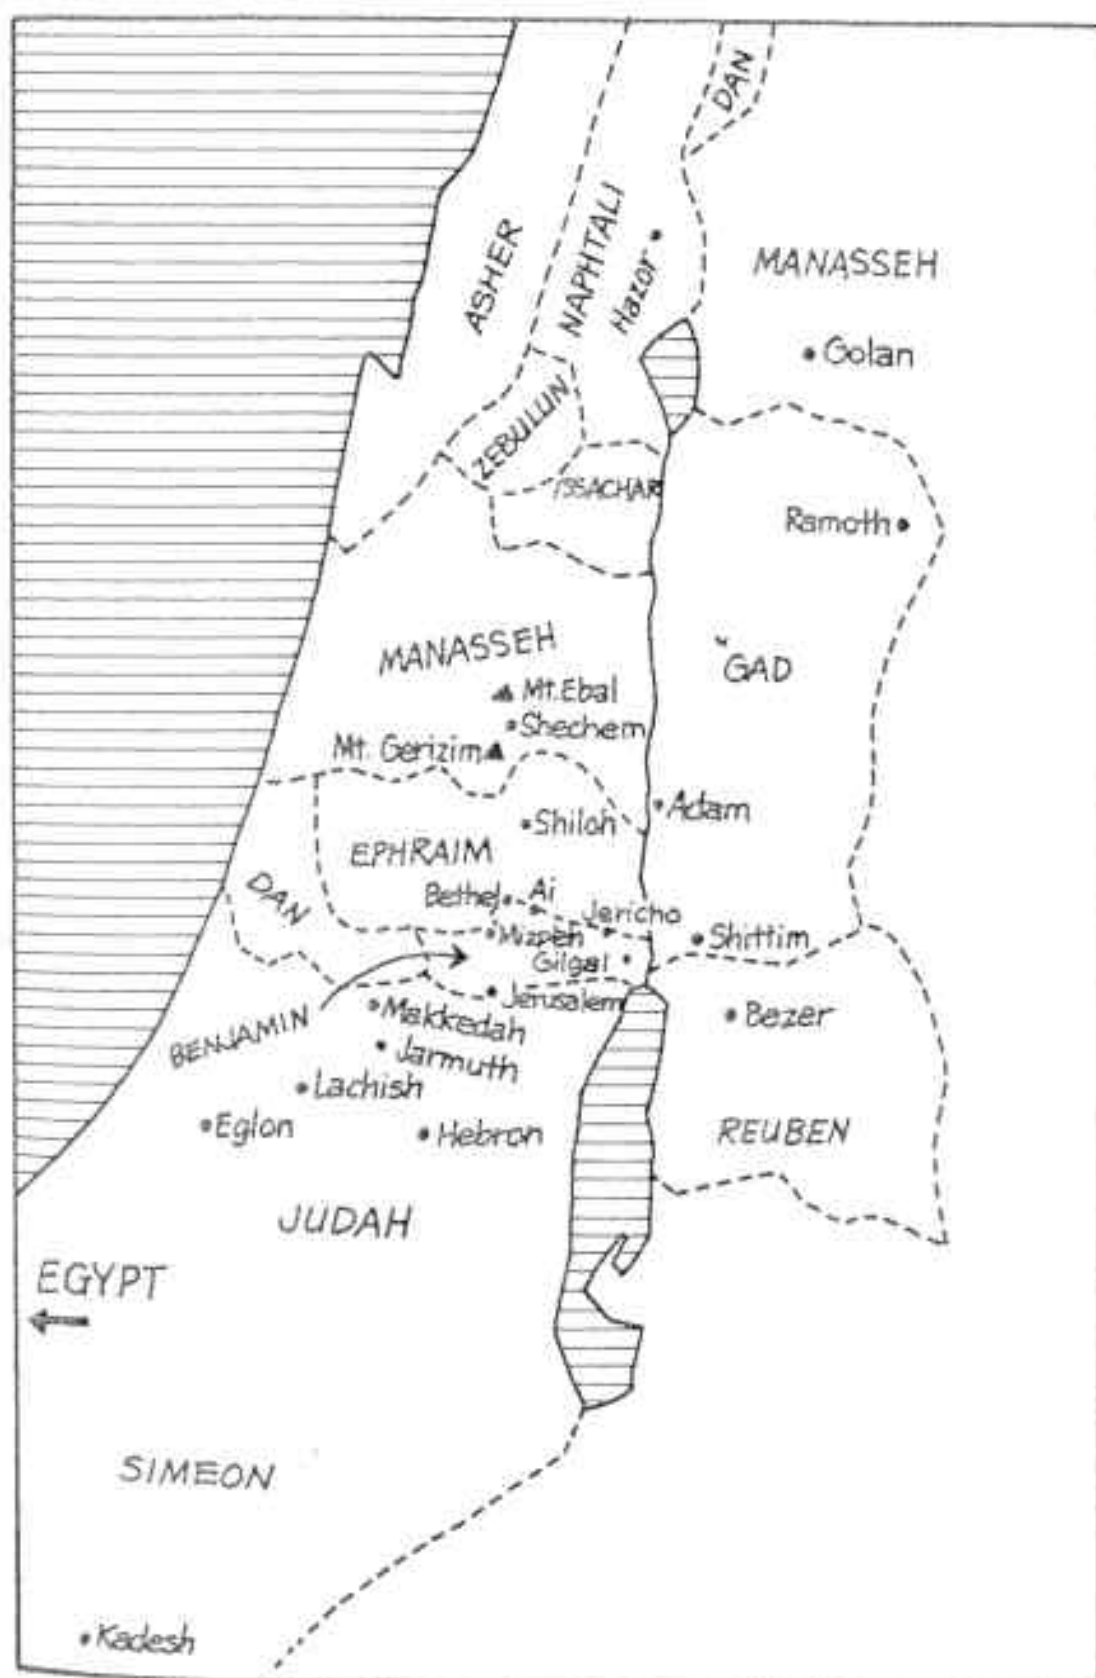 DAN
ASHER
NAPHTALI
Hazor
MANASSEH
Golan
ZEBULUN
ISSACHAR
Ramoth
MANASSEH
GAD
Mt. Ebal
Shechem
Mt. Gerizim
Adam
Shiloh
EPHRAIM
DAN
Bethel
Ai
Jericho
Mizpeh
Shittim
Gilgal
Jerusalem
BENJAMIN
Makkedah
Bezer
Jarmuth
Lachish
Eglon
Hebron
REUBEN
JUDAH
EGYPT
SIMEON
Kadesh